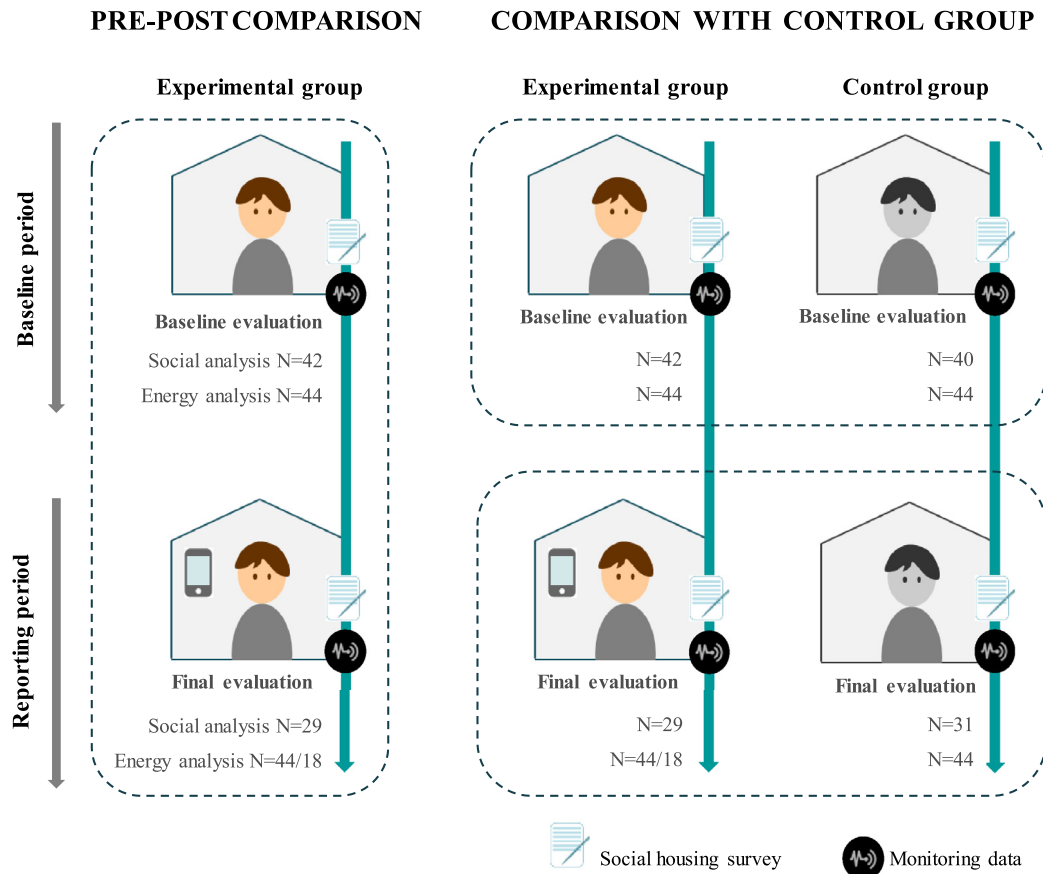 PRE-POST COMPARISON
COMPARISON WITH CONTROL GROUP
Experimental group
Experimental group
Control group
Baseline period
Baseline evaluation
Social analysis N=42
Energy analysis N=44
Baseline evaluation
N=42
N=44
Baseline evaluation
N=40
N=44
Reporting period
Final evaluation
Social analysis N=29
Energy analysis N=44/18
Final evaluation
N=29
N=44/18
Final evaluation
N=31
N=44
Social housing survey
Monitoring data